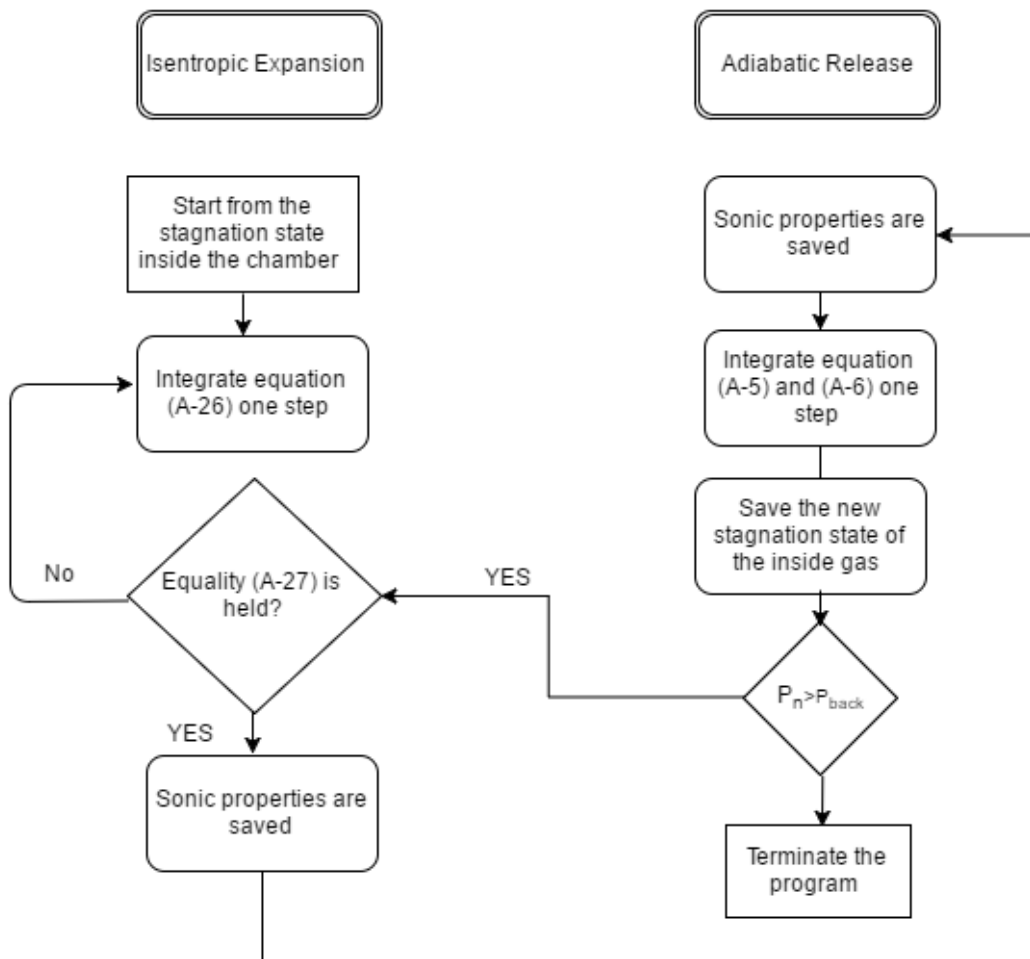 Isentropic Expansion
Adiabatic Release
Start from the
stagnation state
inside the chamber
Integrate equation
(A-26) one step
No
Equality (A-27) is
held?
YES
Sonic properties are
saved
Sonic properties are
saved
Integrate equation
(A-5) and (A-6) one
step
Save the new
stagnation state of
the inside gas
YES
Pn>Pback
Terminate the
program